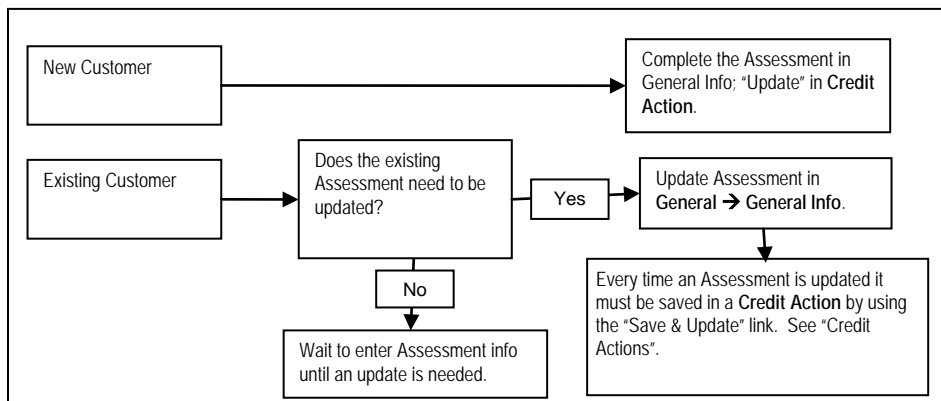 New Customer
Complete the Assessment in
General Info; “Update” in Credit
Action.
Existing Customer
Does the existing
Assessment need to be
updated?
Yes
Update Assessment in
General → General Info.
No
Every time an Assessment is updated it
must be saved in a Credit Action by using
the “Save & Update” link. See “Credit
Actions”.
Wait to enter Assessment info
until an update is needed.